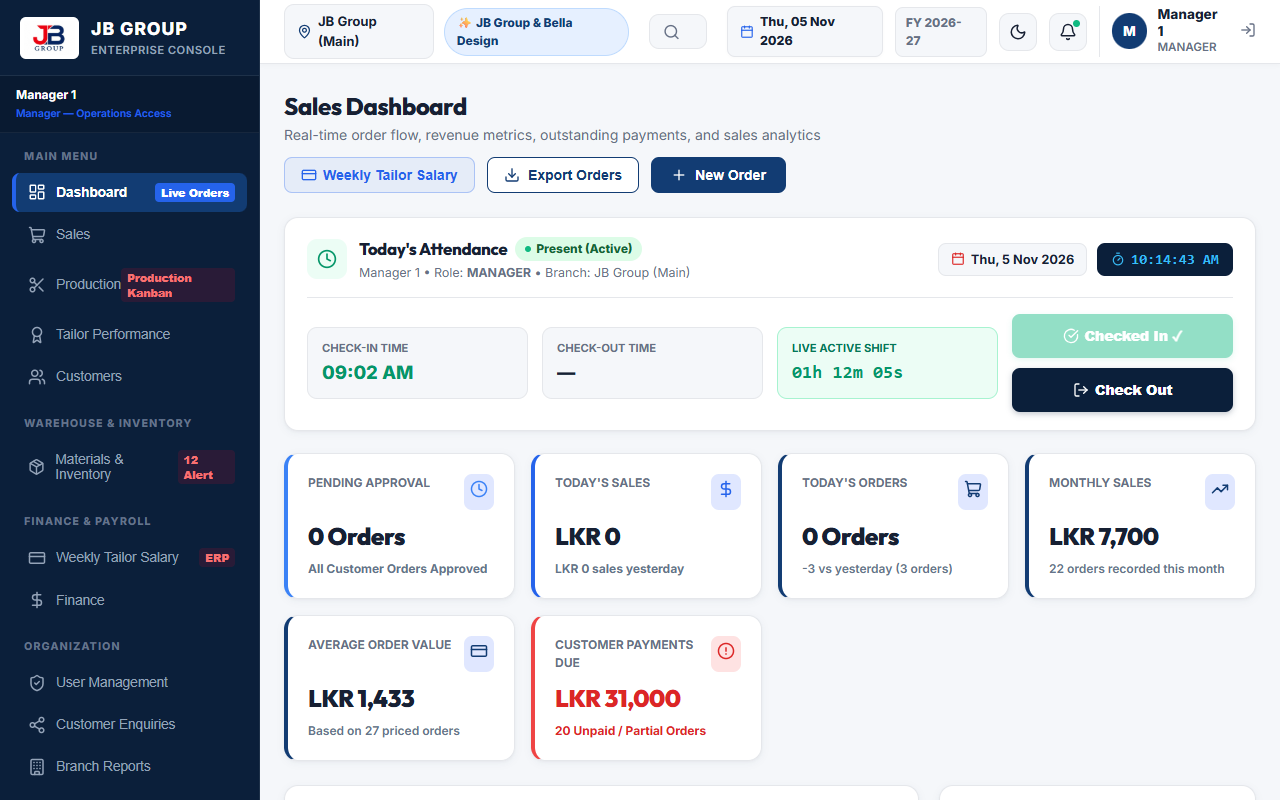 JB
GROUP
JB GROUP
ENTERPRISE CONSOLE
Manager 1
Manager — Operations Access
MAIN MENU
Dashboard
Live Orders
Sales
Production
Production
Kanban
Tailor Performance
Customers
WAREHOUSE & INVENTORY
Materials &
Inventory
12
Alert
FINANCE & PAYROLL
Weekly Tailor Salary
ERP
Finance
ORGANIZATION
User Management
Customer Enquiries
Branch Reports
JB Group
(Main)
✨ JB Group & Bella
Design
Thu, 05 Nov
2026
FY 2026-
27
M
Manager
1
MANAGER
Sales Dashboard
Real-time order flow, revenue metrics, outstanding payments, and sales analytics
Weekly Tailor Salary
Export Orders
New Order
Today's Attendance
Present (Active)
Manager 1 • Role: MANAGER • Branch: JB Group (Main)
Thu, 5 Nov 2026
10:14:43 AM
CHECK-IN TIME
09:02 AM
CHECK-OUT TIME
—
LIVE ACTIVE SHIFT
01h 12m 05s
Checked In ✓
Check Out
PENDING APPROVAL
0 Orders
All Customer Orders Approved
TODAY'S SALES
LKR 0
LKR 0 sales yesterday
TODAY'S ORDERS
0 Orders
-3 vs yesterday (3 orders)
MONTHLY SALES
LKR 7,700
22 orders recorded this month
AVERAGE ORDER VALUE
LKR 1,433
Based on 27 priced orders
CUSTOMER PAYMENTS
DUE
LKR 31,000
20 Unpaid / Partial Orders